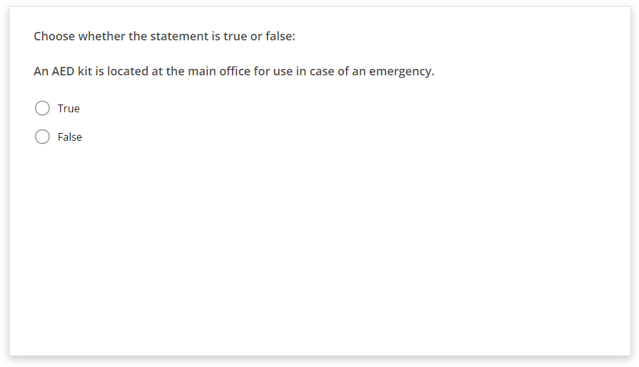 Choose whether the statement is true or false:
An AED kit is located at the main office for use in case of an emergency.
True
False